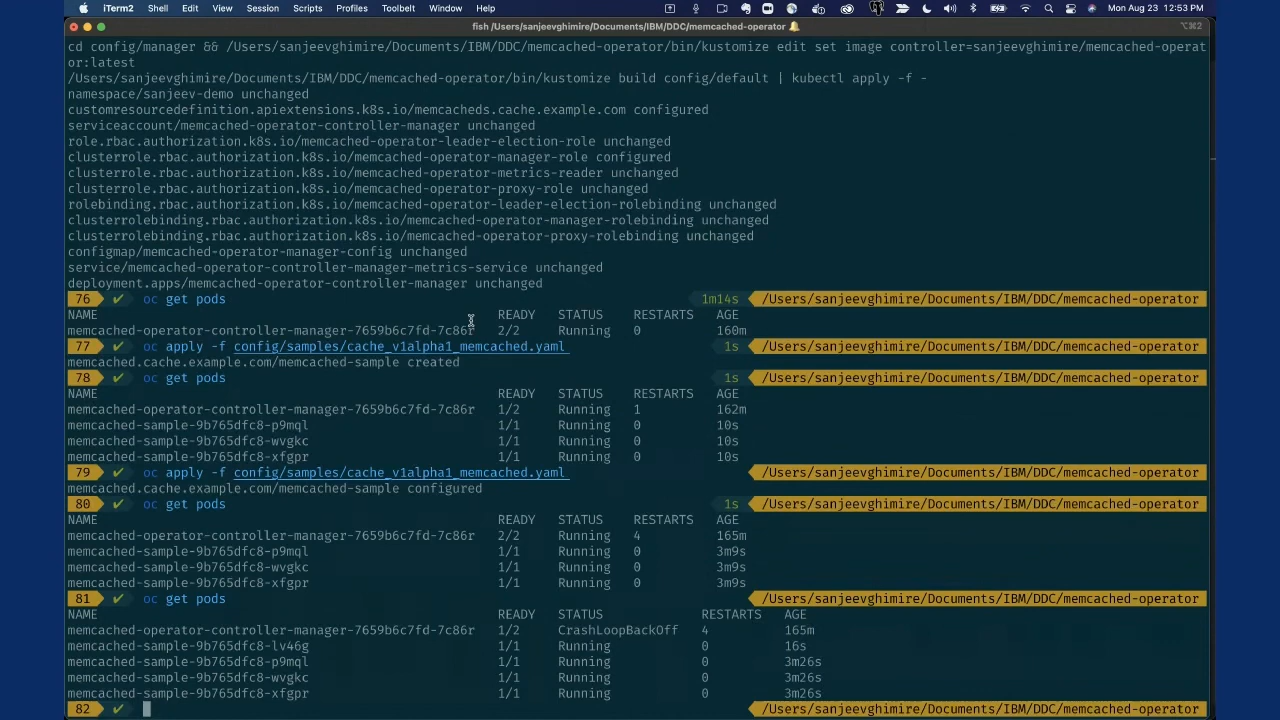 iTerm2 Shell Edit View Session Scripts Profiles Toolbelt Window Help Mon Aug 23 12:53 PM
fish /Users/sanjeevghimire/Documents/IBM/DDC/memcached-operator ⌥⌘2
cd config/manager && /Users/sanjeevghimire/Documents/IBM/DDC/memcached-operator/bin/kustomize edit set image controller=sanjeevghimire/memcached-operat
or:latest
/Users/sanjeevghimire/Documents/IBM/DDC/memcached-operator/bin/kustomize build config/default | kubectl apply -f -
namespace/sanjeev-demo unchanged
customresourcedefinition.apiextensions.k8s.io/memcacheds.cache.example.com configured
serviceaccount/memcached-operator-controller-manager unchanged
role.rbac.authorization.k8s.io/memcached-operator-leader-election-role unchanged
clusterrole.rbac.authorization.k8s.io/memcached-operator-manager-role configured
clusterrole.rbac.authorization.k8s.io/memcached-operator-metrics-reader unchanged
clusterrole.rbac.authorization.k8s.io/memcached-operator-proxy-role unchanged
rolebinding.rbac.authorization.k8s.io/memcached-operator-leader-election-rolebinding unchanged
clusterrolebinding.rbac.authorization.k8s.io/memcached-operator-manager-rolebinding unchanged
clusterrolebinding.rbac.authorization.k8s.io/memcached-operator-proxy-rolebinding unchanged
configmap/memcached-operator-manager-config unchanged
service/memcached-operator-controller-manager-metrics-service unchanged
deployment.apps/memcached-operator-controller-manager unchanged
76 ✔ oc get pods 1m14s /Users/sanjeevghimire/Documents/IBM/DDC/memcached-operator
NAME READY STATUS RESTARTS AGE
memcached-operator-controller-manager-7659b6c7fd-7c86r 2/2 Running 0 160m
77 ✔ oc apply -f config/samples/cache_v1alpha1_memcached.yaml 1s /Users/sanjeevghimire/Documents/IBM/DDC/memcached-operator
memcached.cache.example.com/memcached-sample created
78 ✔ oc get pods 1s /Users/sanjeevghimire/Documents/IBM/DDC/memcached-operator
NAME READY STATUS RESTARTS AGE
memcached-operator-controller-manager-7659b6c7fd-7c86r 1/2 Running 1 162m
memcached-sample-9b765dfc8-p9mql 1/1 Running 0 10s
memcached-sample-9b765dfc8-wvgkc 1/1 Running 0 10s
memcached-sample-9b765dfc8-xfgpr 1/1 Running 0 10s
79 ✔ oc apply -f config/samples/cache_v1alpha1_memcached.yaml /Users/sanjeevghimire/Documents/IBM/DDC/memcached-operator
memcached.cache.example.com/memcached-sample configured
80 ✔ oc get pods 1s /Users/sanjeevghimire/Documents/IBM/DDC/memcached-operator
NAME READY STATUS RESTARTS AGE
memcached-operator-controller-manager-7659b6c7fd-7c86r 2/2 Running 4 165m
memcached-sample-9b765dfc8-p9mql 1/1 Running 0 3m9s
memcached-sample-9b765dfc8-wvgkc 1/1 Running 0 3m9s
memcached-sample-9b765dfc8-xfgpr 1/1 Running 0 3m9s
81 ✔ oc get pods /Users/sanjeevghimire/Documents/IBM/DDC/memcached-operator
NAME READY STATUS RESTARTS AGE
memcached-operator-controller-manager-7659b6c7fd-7c86r 1/2 CrashLoopBackOff 4 165m
memcached-sample-9b765dfc8-lv46g 1/1 Running 0 16s
memcached-sample-9b765dfc8-p9mql 1/1 Running 0 3m26s
memcached-sample-9b765dfc8-wvgkc 1/1 Running 0 3m26s
memcached-sample-9b765dfc8-xfgpr 1/1 Running 0 3m26s
82 ✔ /Users/sanjeevghimire/Documents/IBM/DDC/memcached-operator